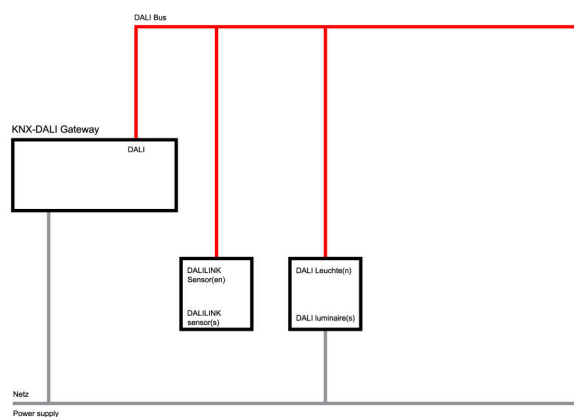 DALI Bus
KNX-DALI Gateway
DALI
DALILINK
Sensor(en)
DALILINK
sensor(s)
DALI Leuchte(n)
DALI luminaire(s)
Netz
Power supply